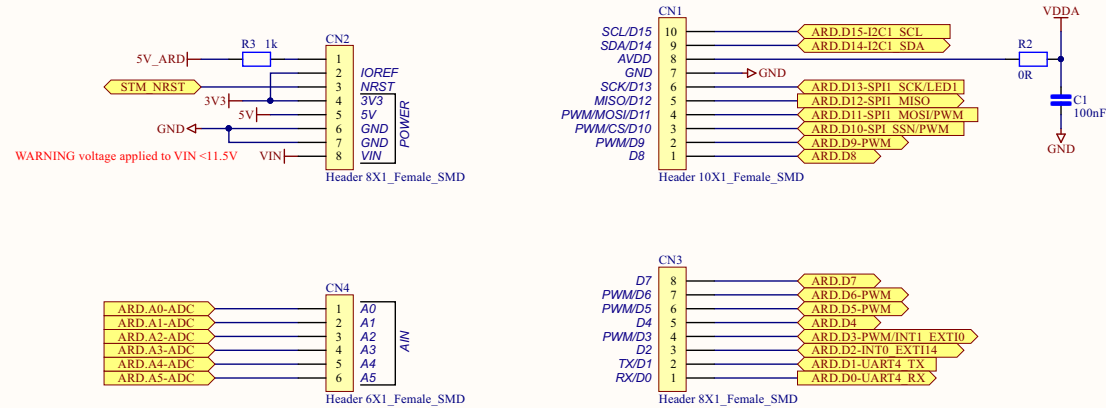 CN2
R3 1k
5V_ARD
1
2 IOREF
STM_NRST 3 NRST
3V3 4 3V3
5V 5 5V
GND 6 GND
7 GND
WARNING voltage applied to VIN <11.5V VIN 8 VIN
POWER
Header 8X1_Female_SMD
CN1
SCL/D15 10 ARD.D15-I2C1_SCL
SDA/D14 9 ARD.D14-I2C1_SDA
AVDD 8
GND 7 GND
SCK/D13 6 ARD.D13-SPI1_SCK/LED1
MISO/D12 5 ARD.D12-SPI1_MISO
PWM/MOSI/D11 4 ARD.D11-SPI1_MOSI/PWM
PWM/CS/D10 3 ARD.D10-SPI_SSN/PWM
PWM/D9 2 ARD.D9-PWM
D8 1 ARD.D8
Header 10X1_Female_SMD
VDDA
R2
0R
C1
100nF
GND
CN4
ARD.A0-ADC 1 A0
ARD.A1-ADC 2 A1
ARD.A2-ADC 3 A2
ARD.A3-ADC 4 A3
ARD.A4-ADC 5 A4
ARD.A5-ADC 6 A5
AIN
Header 6X1_Female_SMD
CN3
D7 8 ARD.D7
PWM/D6 7 ARD.D6-PWM
PWM/D5 6 ARD.D5-PWM
D4 5 ARD.D4
PWM/D3 4 ARD.D3-PWM/INT1_EXTI0
D2 3 ARD.D2-INT0_EXTI14
TX/D1 2 ARD.D1-UART4_TX
RX/D0 1 ARD.D0-UART4_RX
Header 8X1_Female_SMD